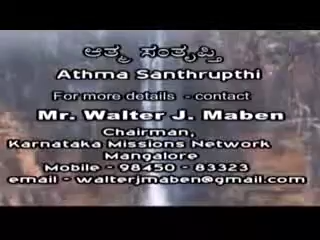 ಆತ್ಮ ಸಂತೃಪ್ತಿ
Athma Santhrupthi
For more details - contact
Mr. Walter J. Maben
Chairman,
Karnataka Missions Network
Mangalore
Mobile - 98450 - 83323
email - walterjmaben@gmail.com